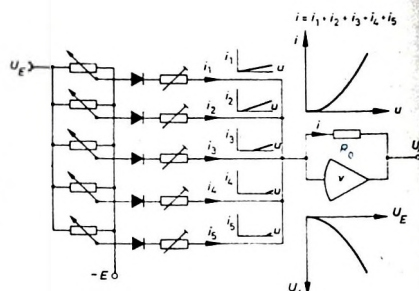 i = i₁ + i₂ + i₃ + i₄ + i₅
U_E
i₁
i₁
u
i
u
i₂
i₂
u
i₃
i₃
u
i
R₀
U
v
i₄
i₄
u
i₅
i₅
u
-E
U_E
U